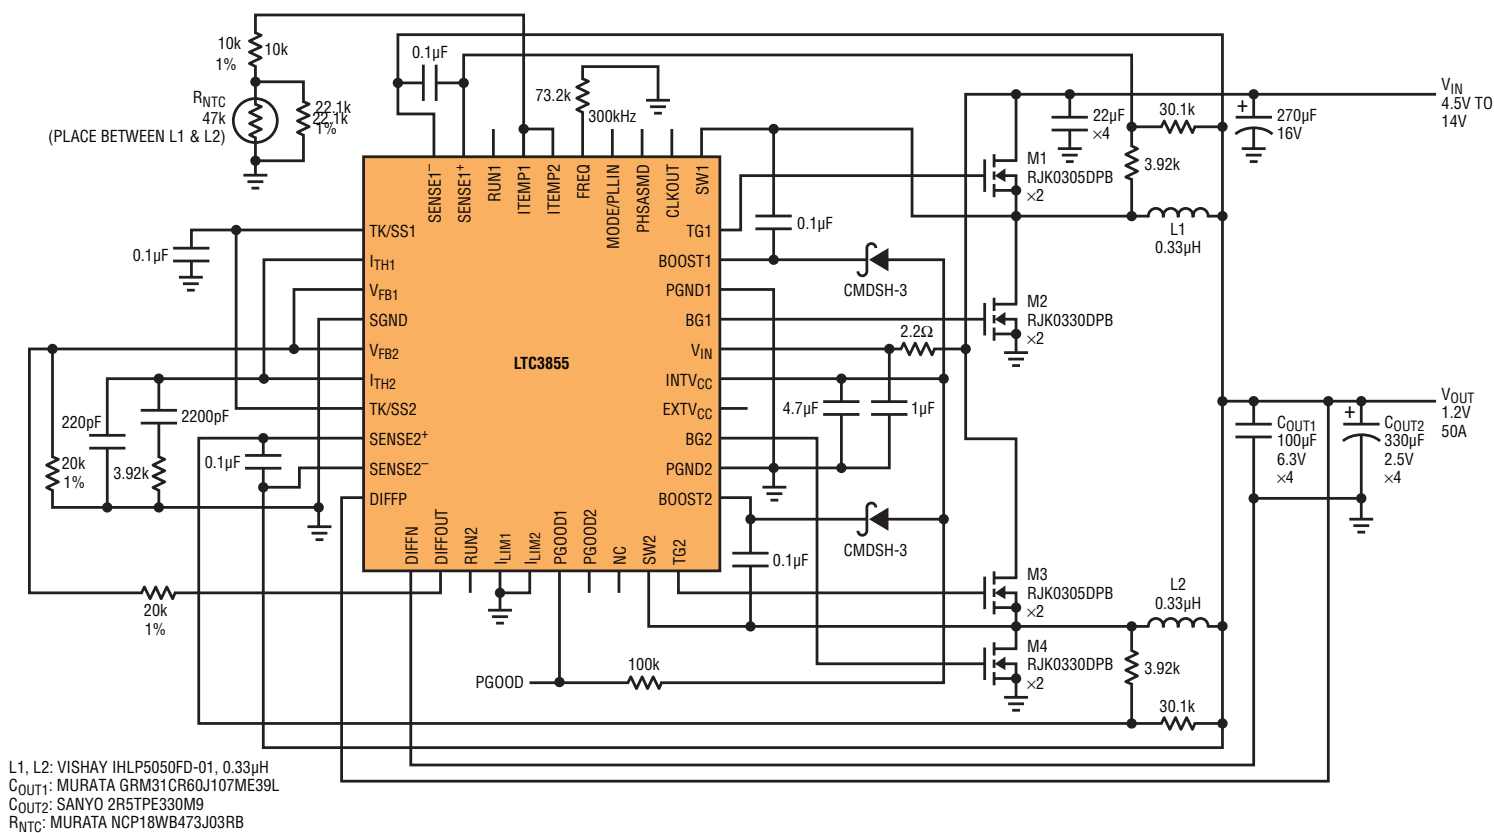 10k
1%
10k
0.1µF
RNTC
47k
(PLACE BETWEEN L1 & L2)
22.1k
22.1k
1%
73.2k
300kHz
VIN
4.5V TO
14V
22µF
×4
30.1k
270µF
16V
+
3.92k
M1
RJK0305DPB
×2
L1
0.33µH
SENSE1–
SENSE1+
RUN1
ITEMP1
ITEMP2
FREQ
MODE/PLLIN
PHSASMD
CLKOUT
SW1
0.1µF
TK/SS1
ITH1
VFB1
SGND
VFB2
ITH2
TK/SS2
SENSE2+
SENSE2–
DIFFP
LTC3855
TG1
BOOST1
PGND1
BG1
VIN
INTVCC
EXTVCC
BG2
PGND2
BOOST2
0.1µF
CMDSH-3
M2
RJK0330DPB
×2
2.2Ω
4.7µF
1µF
220pF
2200pF
20k
1%
3.92k
0.1µF
VOUT
1.2V
50A
COUT1
100µF
6.3V
×4
+
COUT2
330µF
2.5V
×4
DIFFN
DIFFOUT
RUN2
ILIM1
ILIM2
PGOOD1
PGOOD2
NC
SW2
TG2
0.1µF
CMDSH-3
M3
RJK0305DPB
×2
L2
0.33µH
20k
1%
M4
RJK0330DPB
×2
3.92k
30.1k
PGOOD
100k
L1, L2: VISHAY IHLP5050FD-01, 0.33µH
COUT1: MURATA GRM31CR60J107ME39L
COUT2: SANYO 2R5TPE330M9
RNTC: MURATA NCP18WB473J03RB